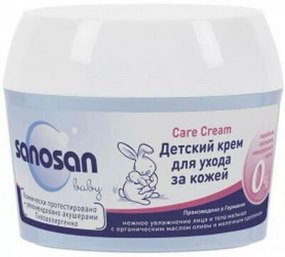 Care Cream
Детский крем
для ухода
за кожей
sanosan
baby
Клинически протестировано
и рекомендовано акушерами
Гипоаллергенно
0%
Произведено в Германии
нежное увлажнение лица и тела малыша
с органическим маслом оливы и молочным протеином